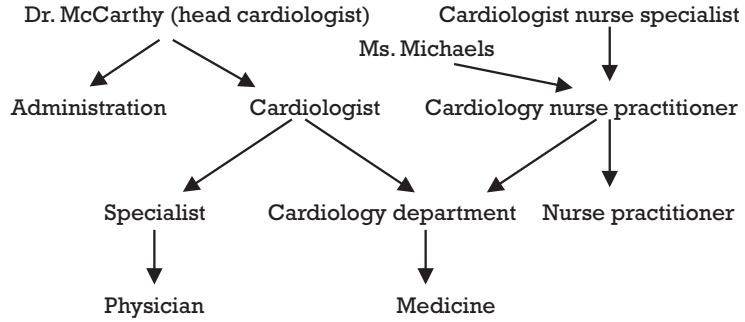 Dr. McCarthy (head cardiologist)
Cardiologist nurse specialist
Ms. Michaels
Administration
Cardiologist
Cardiology nurse practitioner
Specialist
Cardiology department
Nurse practitioner
Physician
Medicine